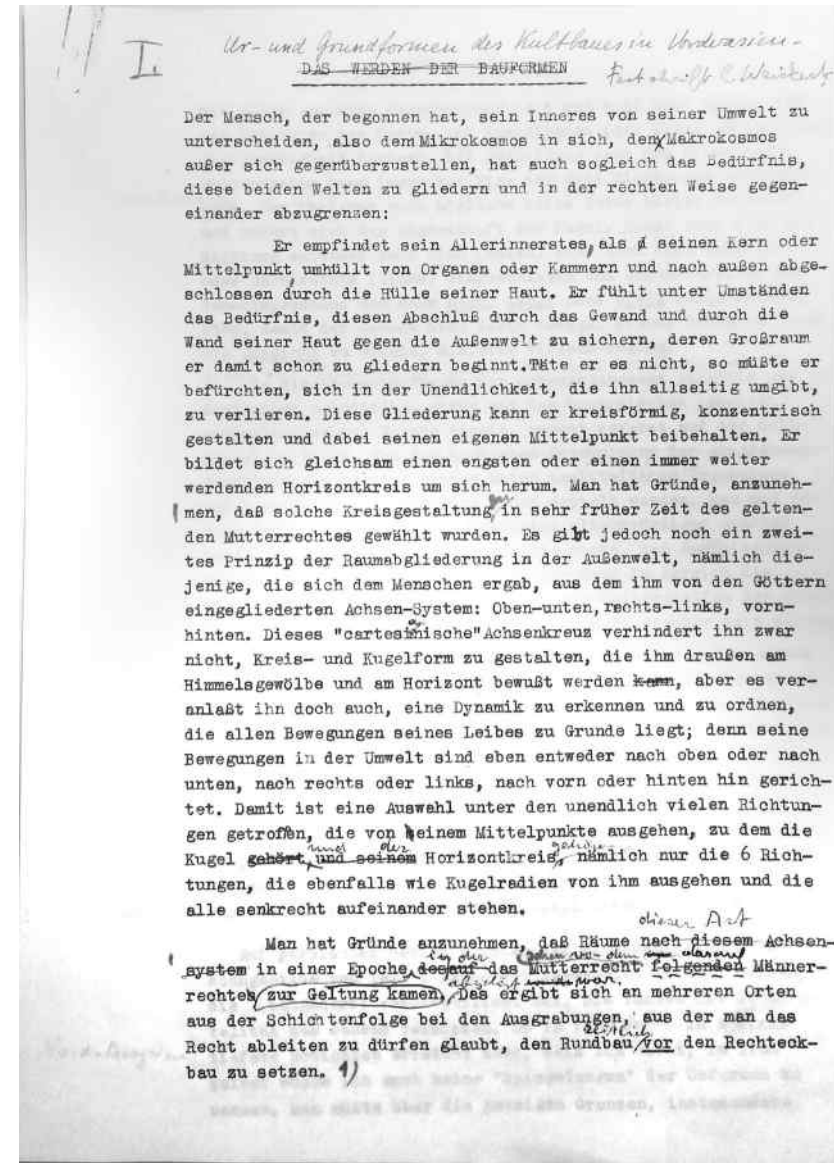 I.
Ur- und Grundformen des Kultbaues in Vorderasien -
DAS WERDEN DER BAUFORMEN Festschrift C. Weickert
Der Mensch, der begonnen hat, sein Inneres von seiner Umwelt zu
unterscheiden, also dem Mikrokosmos in sich, den Makrokosmos
außer sich gegenüberzustellen, hat auch sogleich das Bedürfnis,
diese beiden Welten zu gliedern und in der rechten Weise gegen-
einander abzugrenzen:
Er empfindet sein Allerinnerstes, als seinen Kern oder
Mittelpunkt, umhüllt von Organen oder Kammern und nach außen abge-
schlossen durch die Hülle seiner Haut. Er fühlt unter Umständen
das Bedürfnis, diesen Abschluß durch das Gewand und durch die
Wand seiner Haut gegen die Außenwelt zu sichern, deren Großraum
er damit schon zu gliedern beginnt.Täte er es nicht, so müßte er
befürchten, sich in der Unendlichkeit, die ihn allseitig umgibt,
zu verlieren. Diese Gliederung kann er kreisförmig, konzentrisch
gestalten und dabei seinen eigenen Mittelpunkt beibehalten. Er
bildet sich gleichsam einen engsten oder einen immer weiter
werdenden Horizontkreis um sich herum. Man hat Gründe, anzuneh-
men, daß solche Kreisgestaltungen in sehr früher Zeit des gelten-
den Mutterrechtes gewählt wurden. Es gibt jedoch noch ein zwei-
tes Prinzip der Raumabgliederung in der Außenwelt, nämlich die-
jenige, die sich dem Menschen ergab, aus dem ihm von den Göttern
eingegliederten Achsen-System: Oben-unten, rechts-links, vorn-
hinten. Dieses "cartesianische"Achsenkreuz verhindert ihn zwar
nicht, Kreis- und Kugelform zu gestalten, die ihm draußen am
Himmelsgewölbe und am Horizont bewußt werden kann, aber es ver-
anlaßt ihn doch auch, eine Dynamik zu erkennen und zu ordnen,
die allen Bewegungen seines Leibes zu Grunde liegt; denn seine
Bewegungen in der Umwelt sind eben entweder nach oben oder nach
unten, nach rechts oder links, nach vorn oder hinten hin gerich-
tet. Damit ist eine Auswahl unter den unendlich vielen Richtun-
gen getroffen, die von einem Mittelpunkte ausgehen, zu dem die
und der gehören
Kugel gehört, und seinem Horizontkreis, nämlich nur die 6 Rich-
tungen, die ebenfalls wie Kugelradien von ihm ausgehen und die
alle senkrecht aufeinander stehen.
dieser Art
Man hat Gründe anzunehmen, daß Räume nach diesem Achsen-
in der schon von dem darauf
system in einer Epoche, des auf das Mutterrecht folgenden Männer-
abgelöst war.
rechtes zur Geltung kamen. Das ergibt sich an mehreren Orten
aus der Schichtenfolge bei den Ausgrabungen, aus der man das
zeitlich
Recht ableiten zu dürfen glaubt, den Rundbau vor den Rechteck-
bau zu setzen. 1)